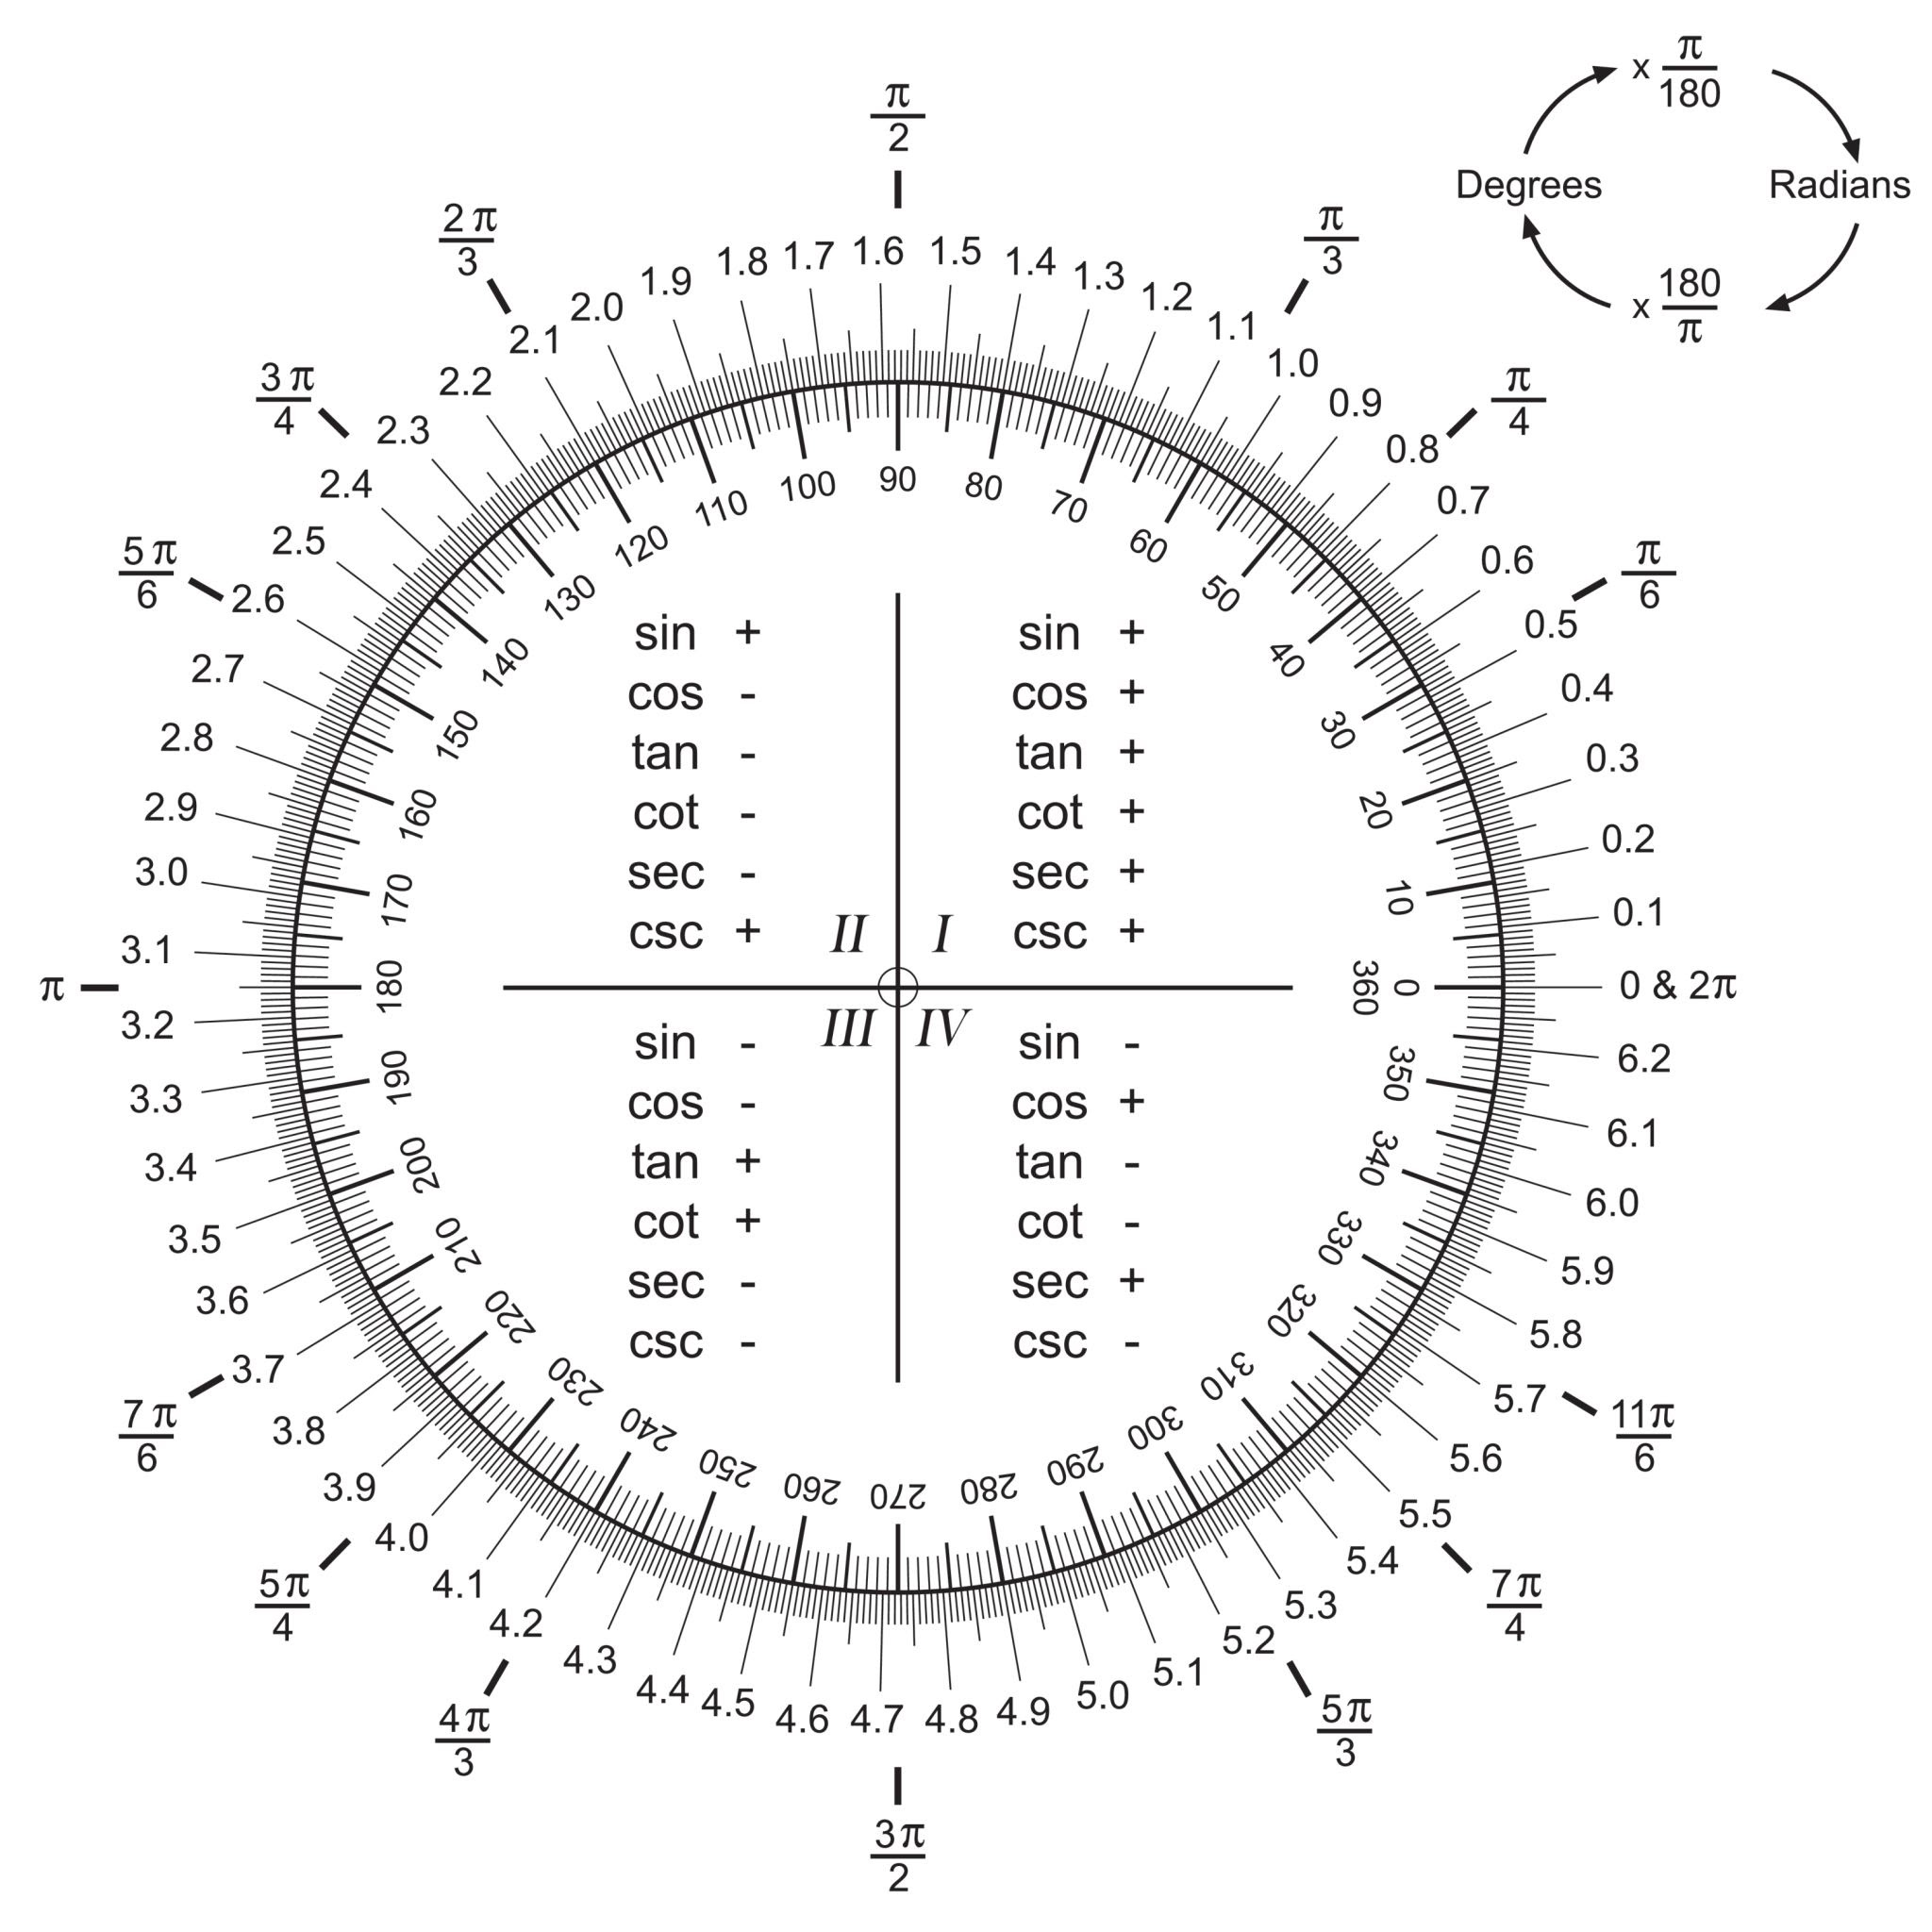 π/180
x π/180
Degrees
Radians
x 180/π
π/2
π/3
π/4
π/6
0 & 2π
11π/6
7π/4
5π/3
3π/2
4π/3
5π/4
7π/6
π
5π/6
3π/4
2π/3
0.1
0.2
0.3
0.4
0.5
0.6
0.7
0.8
0.9
1.0
1.1
1.2
1.3
1.4
1.5
1.6
1.7
1.8
1.9
2.0
2.1
2.2
2.3
2.4
2.5
2.6
2.7
2.8
2.9
3.0
3.1
3.2
3.3
3.4
3.5
3.6
3.7
3.8
3.9
4.0
4.1
4.2
4.3
4.4
4.5
4.6
4.7
4.8
4.9
5.0
5.1
5.2
5.3
5.4
5.5
5.6
5.7
5.8
5.9
6.0
6.1
6.2
0
10
20
30
40
50
60
70
80
90
100
110
120
130
140
150
160
170
180
190
200
210
220
230
240
250
260
270
280
290
300
310
320
330
340
350
360
II
sin +
cos -
tan -
cot -
sec -
csc +
I
sin +
cos +
tan +
cot +
sec +
csc +
III
sin -
cos -
tan +
cot +
sec -
csc -
IV
sin -
cos +
tan -
cot -
sec +
csc -